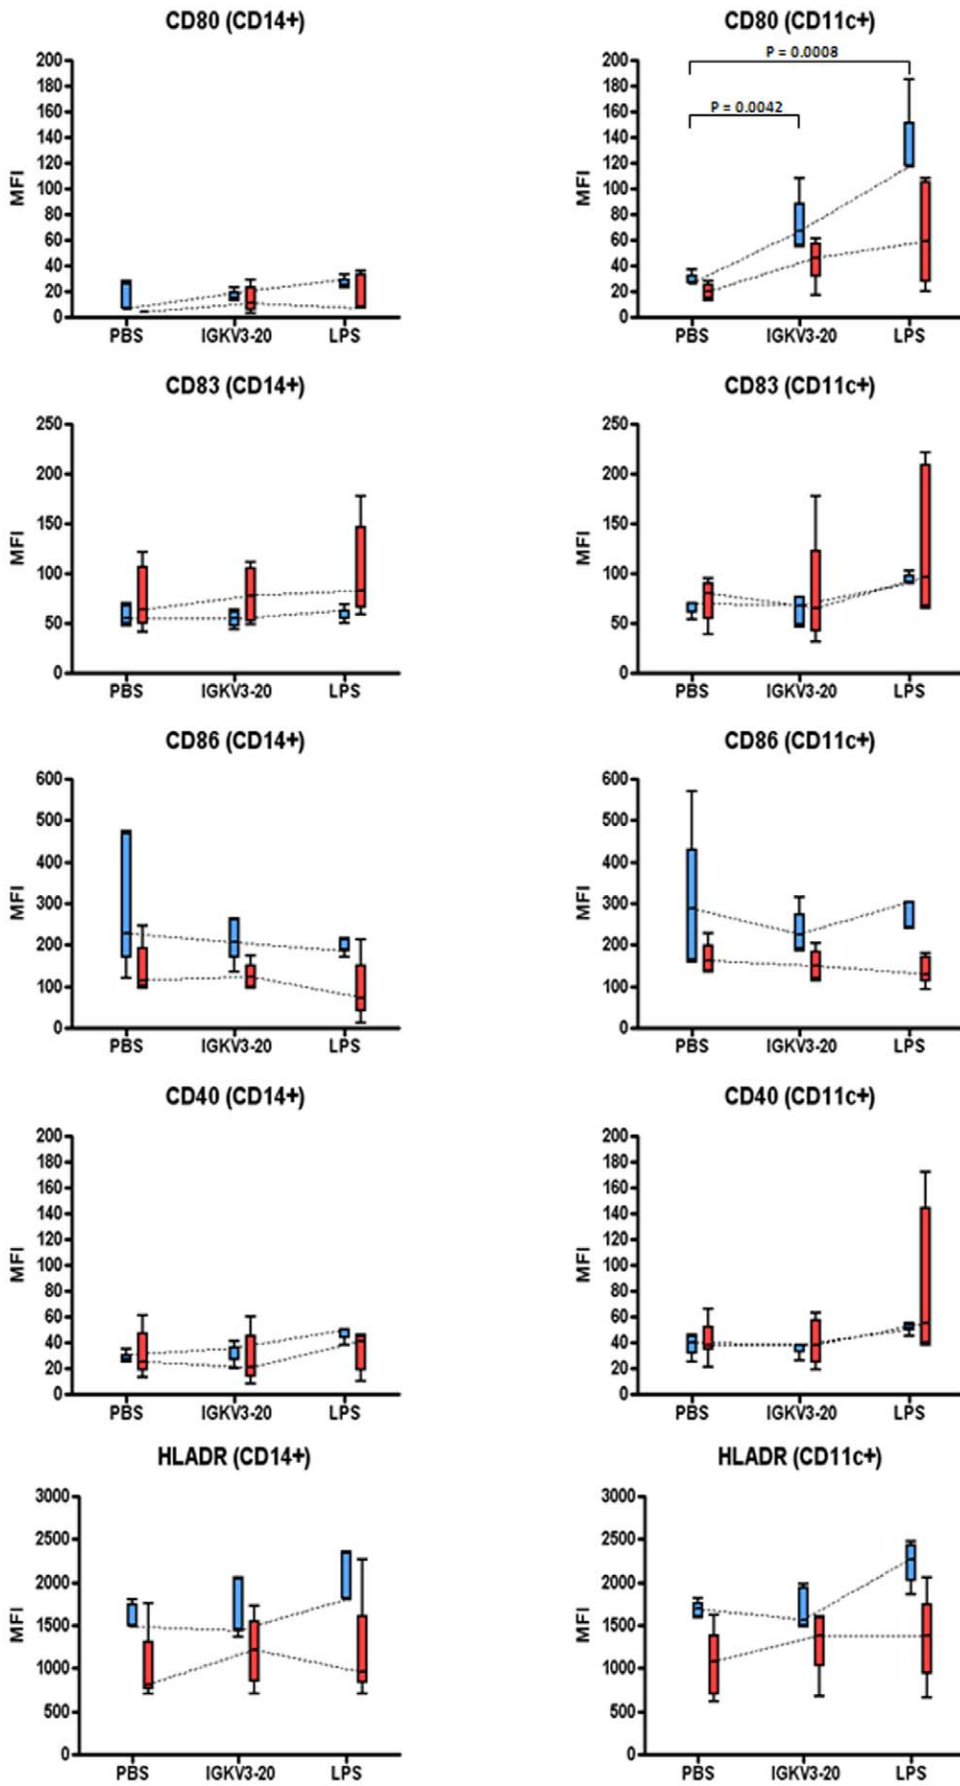 CD80 (CD14+)
CD80 (CD11c+)
MFI
200
180
160
140
120
100
80
60
40
20
0
PBS
IGKV3-20
LPS
MFI
200
180
160
140
120
100
80
60
40
20
0
P = 0.0008
P = 0.0042
PBS
IGKV3-20
LPS
CD83 (CD14+)
CD83 (CD11c+)
MFI
250
200
150
100
50
0
PBS
IGKV3-20
LPS
MFI
250
200
150
100
50
0
PBS
IGKV3-20
LPS
CD86 (CD14+)
CD86 (CD11c+)
MFI
600
500
400
300
200
100
0
PBS
IGKV3-20
LPS
MFI
600
500
400
300
200
100
0
PBS
IGKV3-20
LPS
CD40 (CD14+)
CD40 (CD11c+)
MFI
200
180
160
140
120
100
80
60
40
20
0
PBS
IGKV3-20
LPS
MFI
200
180
160
140
120
100
80
60
40
20
0
PBS
IGKV3-20
LPS
HLADR (CD14+)
HLADR (CD11c+)
MFI
3000
2500
2000
1500
1000
500
0
PBS
IGKV3-20
LPS
MFI
3000
2500
2000
1500
1000
500
0
PBS
IGKV3-20
LPS